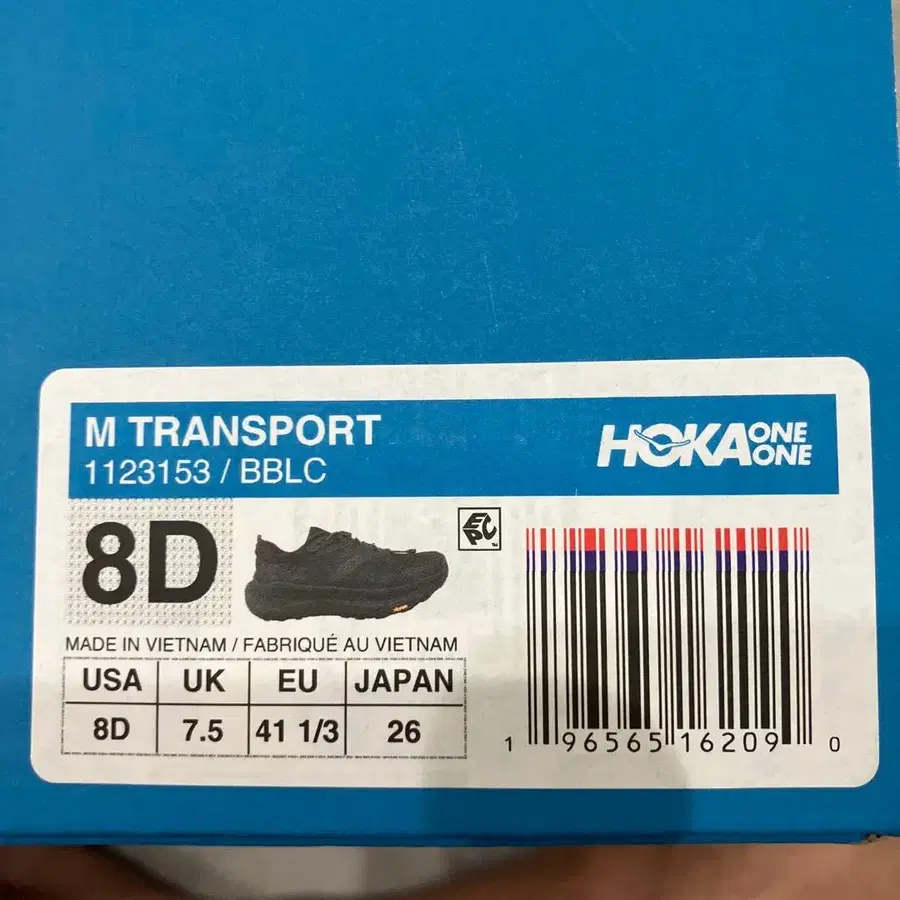 M TRANSPORT
1123153 / BBLC
HOKA ONE ONE
8D
EPC™
MADE IN VIETNAM / FABRIQUÉ AU VIETNAM
USA UK EU JAPAN
8D 7.5 41 1/3 26
1 96565 16209 0